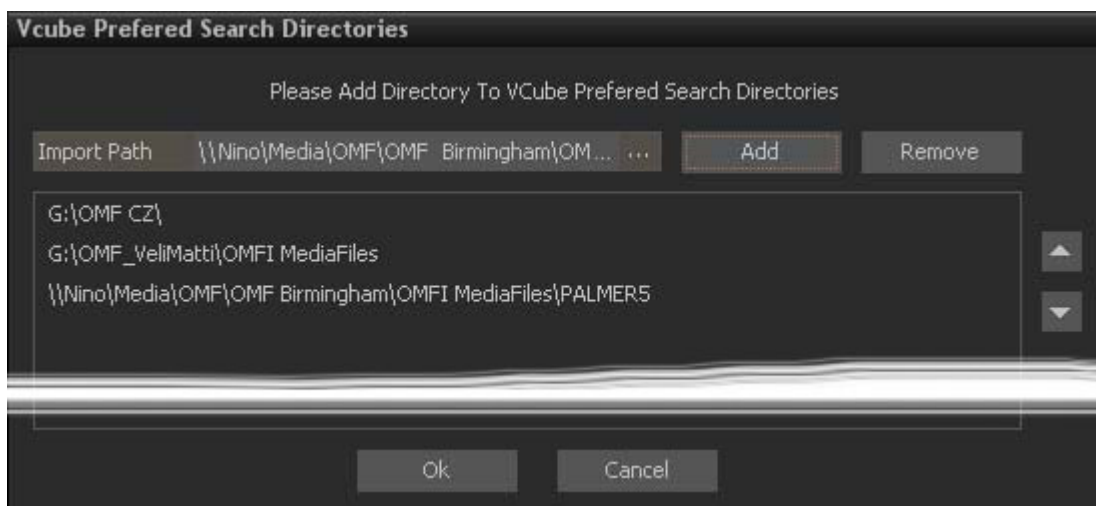 Vcube Prefered Search Directories
Please Add Directory To VCube Prefered Search Directories
Import Path \\Nino\Media\OMF\OMF Birmingham\OM... ... Add Remove
G:\OMF CZ\
G:\OMF_VeliMatti\OMFI MediaFiles
\\Nino\Media\OMF\OMF Birmingham\OMFI MediaFiles\PALMER5
Ok Cancel